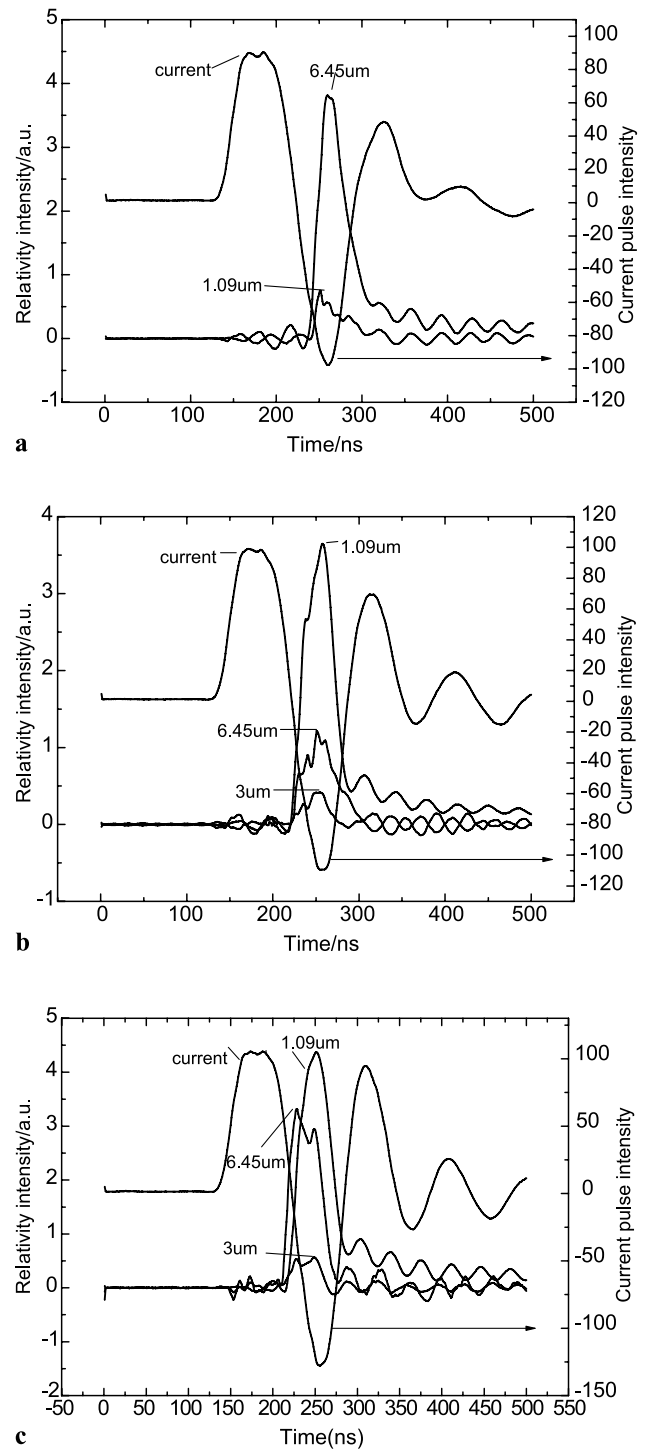 5
4
3
2
1
0
-1
Relativity intensity/a.u.
current
6.45um
1.09um
100
80
60
40
20
0
-20
-40
-60
-80
-100
-120
Current pulse intensity
0 100 200 300 400 500
Time/ns
a
4
3
2
1
0
-1
Relativity intensity/a.u.
current
1.09um
6.45um
3um
120
100
80
60
40
20
0
-20
-40
-60
-80
-100
-120
Current pulse intensity
0 100 200 300 400 500
Time/ns
b
5
4
3
2
1
0
-1
-2
Relativity intensity/a.u.
current
1.09um
6.45um
3um
100
50
0
-50
-100
-150
Current pulse intensity
-50 0 50 100 150 200 250 300 350 400 450 500 550
Time(ns)
c